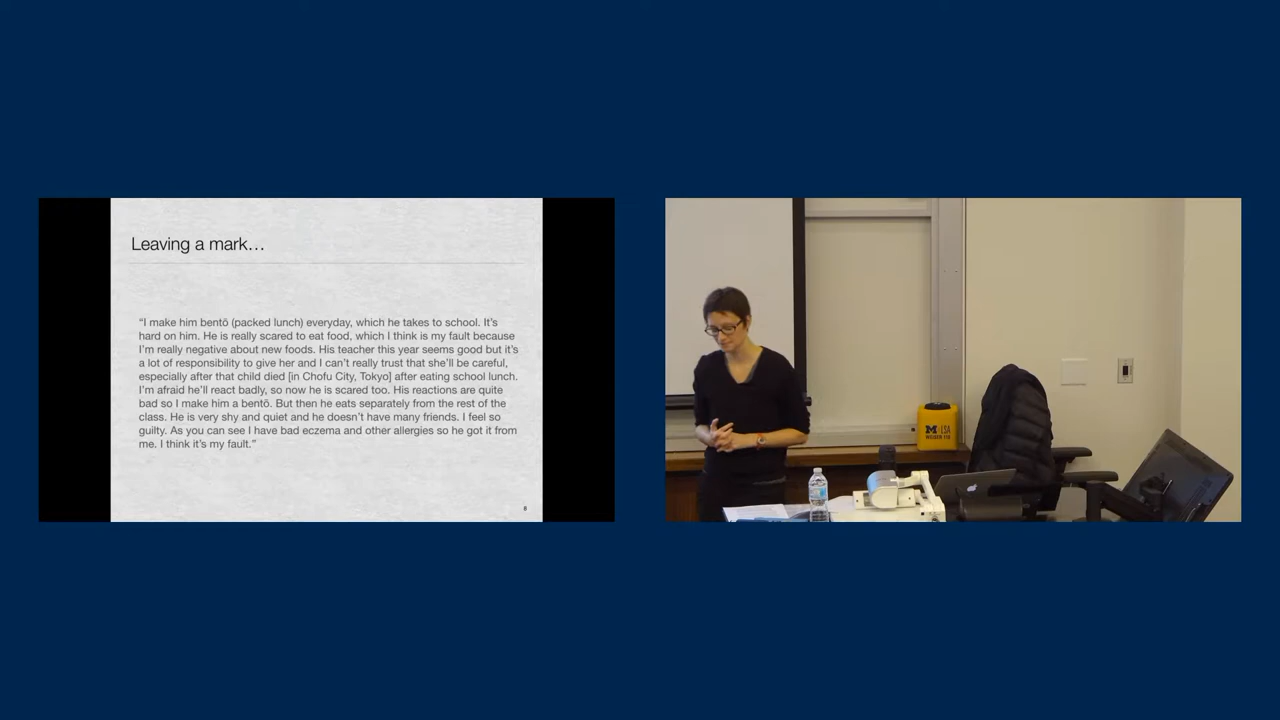 Leaving a mark…
“I make him bentō (packed lunch) everyday, which he takes to school. It’s
hard on him. He is really scared to eat food, which I think is my fault because
I’m really negative about new foods. His teacher this year seems good but it’s
a lot of responsibility to give her and I can’t really trust that she’ll be careful,
especially after that child died [in Chofu City, Tokyo] after eating school lunch.
I’m afraid he’ll react badly, so now he is scared too. His reactions are quite
bad so I make him a bentō. But then he eats separately from the rest of the
class. He is very shy and quiet and he doesn’t have many friends. I feel so
guilty. As you can see I have bad eczema and other allergies so he got it from
me. I think it’s my fault.”
8
M LSA
WEISER 110